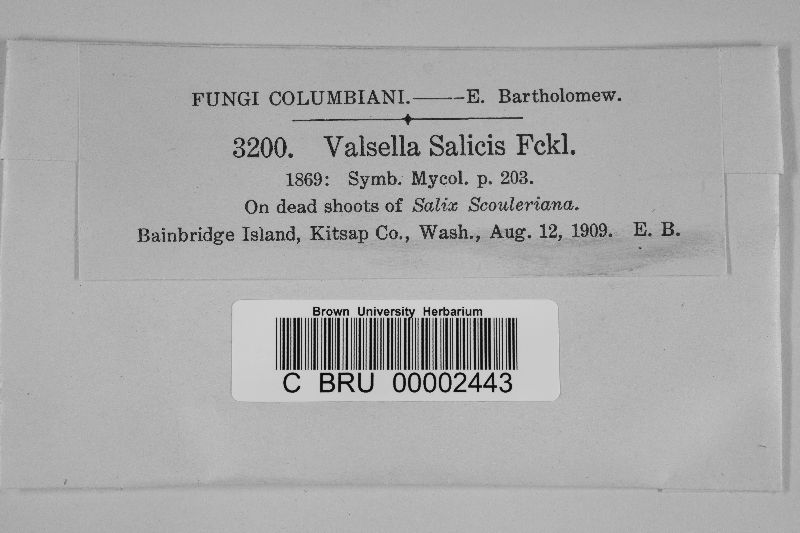 FUNGI COLUMBIANI.——E. Bartholomew.
3200. Valsella Salicis Fckl.
1869: Symb. Mycol. p. 203.
On dead shoots of Salix Scouleriana.
Bainbridge Island, Kitsap Co., Wash., Aug. 12, 1909. E. B.
Brown University Herbarium
C BRU 00002443